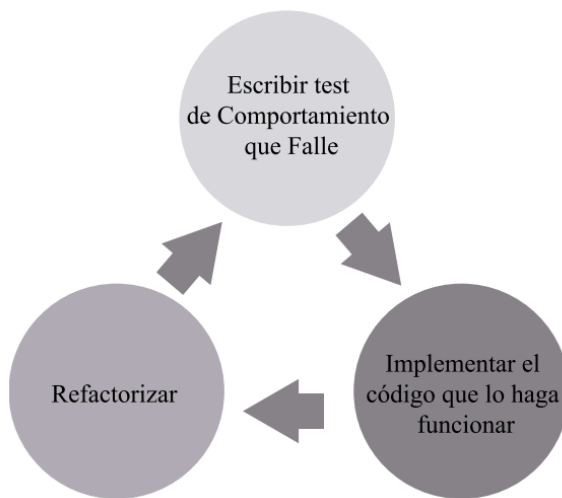 Escribir test
de Comportamiento
que Falle
Implementar el
código que lo haga
funcionar
Refactorizar